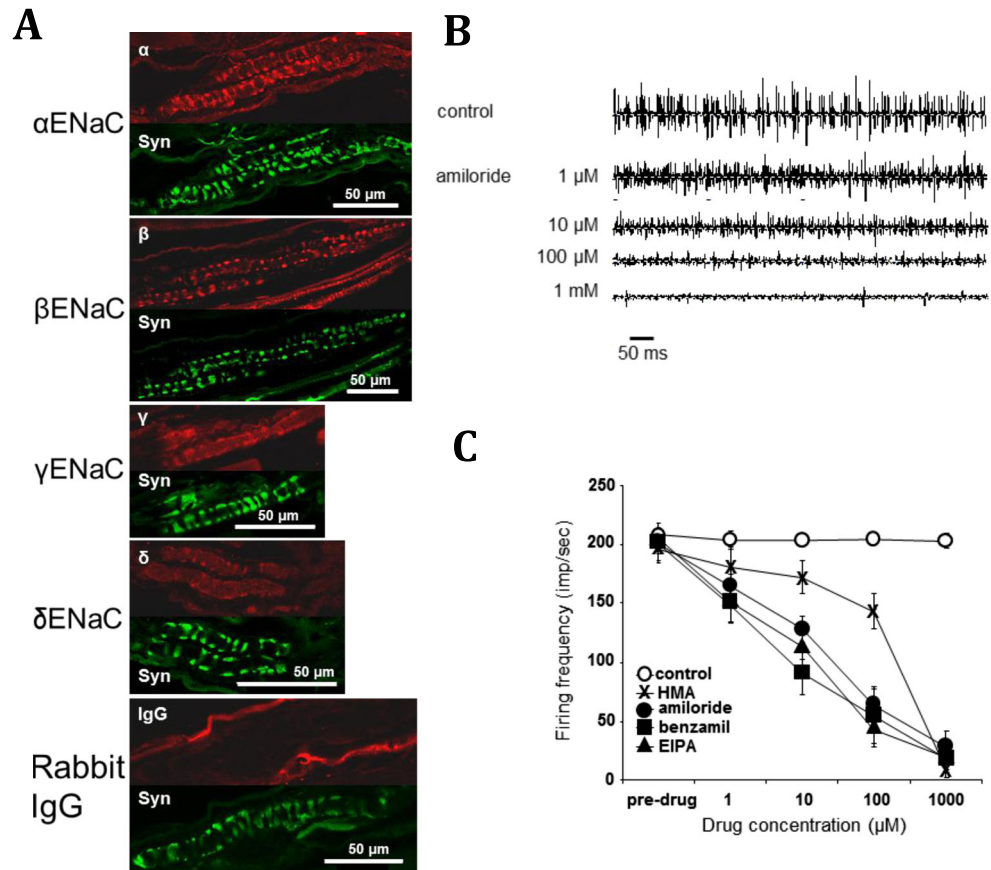 A
αENaC
α
Syn
50 µm
βENaC
β
Syn
50 µm
γENaC
γ
Syn
50 µm
δENaC
δ
Syn
50 µm
Rabbit
IgG
IgG
Syn
50 µm
B
control
amiloride 1 µM
10 µM
100 µM
1 mM
50 ms
C
Firing frequency (imp/sec)
250
200
150
100
50
0
control
HMA
amiloride
benzamil
EIPA
pre-drug 1 10 100 1000
Drug concentration (µM)